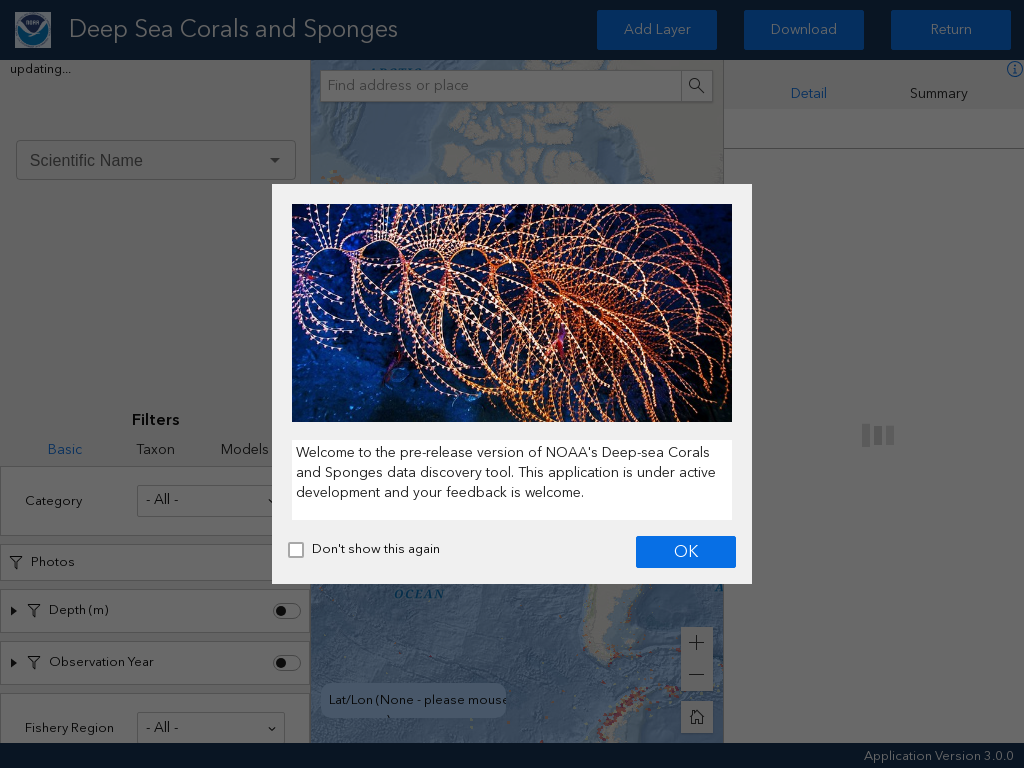 NOAA
Deep Sea Corals and Sponges
Add Layer
Download
Return
updating...
Find address or place
Detail
Summary
Scientific Name
Filters
Basic
Taxon
Models
Category
- All -
Photos
Depth (m)
Observation Year
Fishery Region
- All -
Welcome to the pre-release version of NOAA's Deep-sea Corals
and Sponges data discovery tool. This application is under active
development and your feedback is welcome.
Don't show this again
OK
OCEAN
Lat/Lon (None - please mouse
Application Version 3.0.0